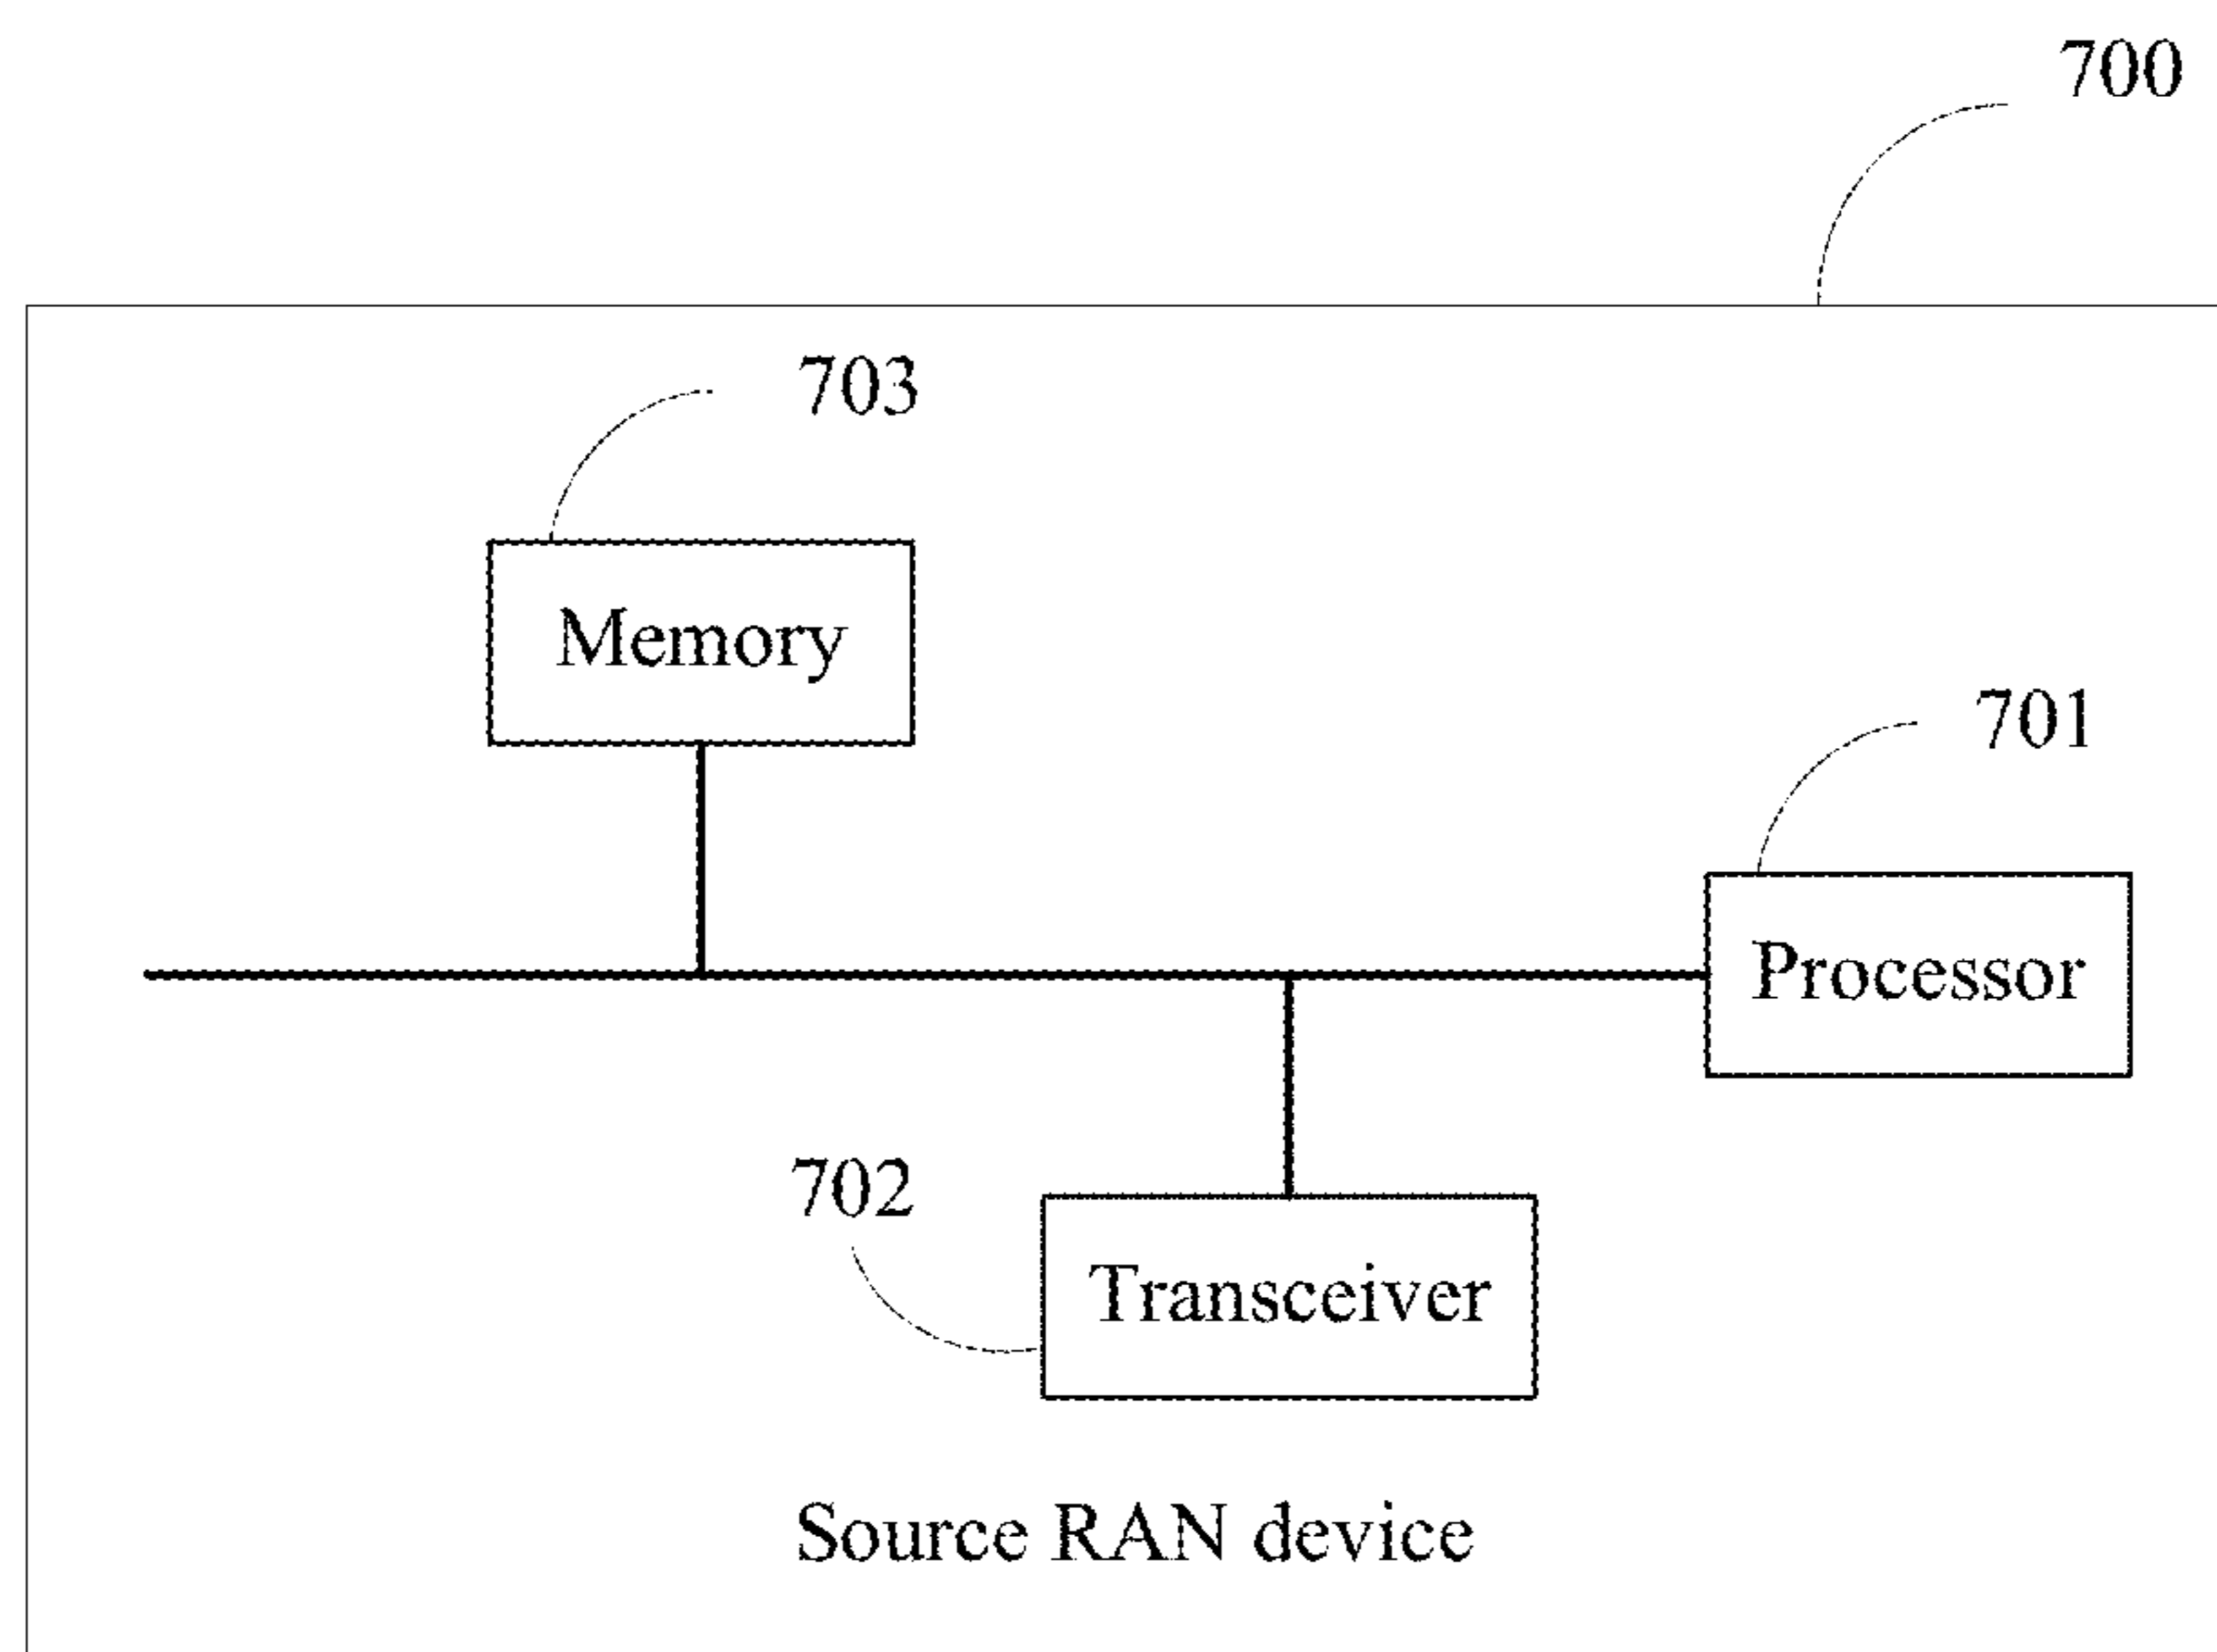 700
703
Memory
701
Processor
702
Transceiver
Source RAN device